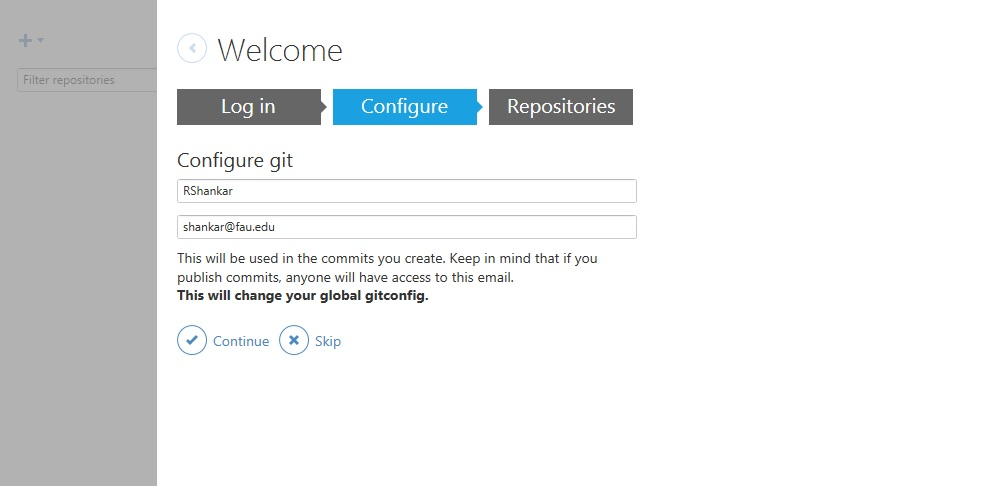 Welcome
Filter repositories
Log in
Configure
Repositories
Configure git
RShankar
shankar@fau.edu
This will be used in the commits you create. Keep in mind that if you
publish commits, anyone will have access to this email.
This will change your global gitconfig.
Continue
Skip